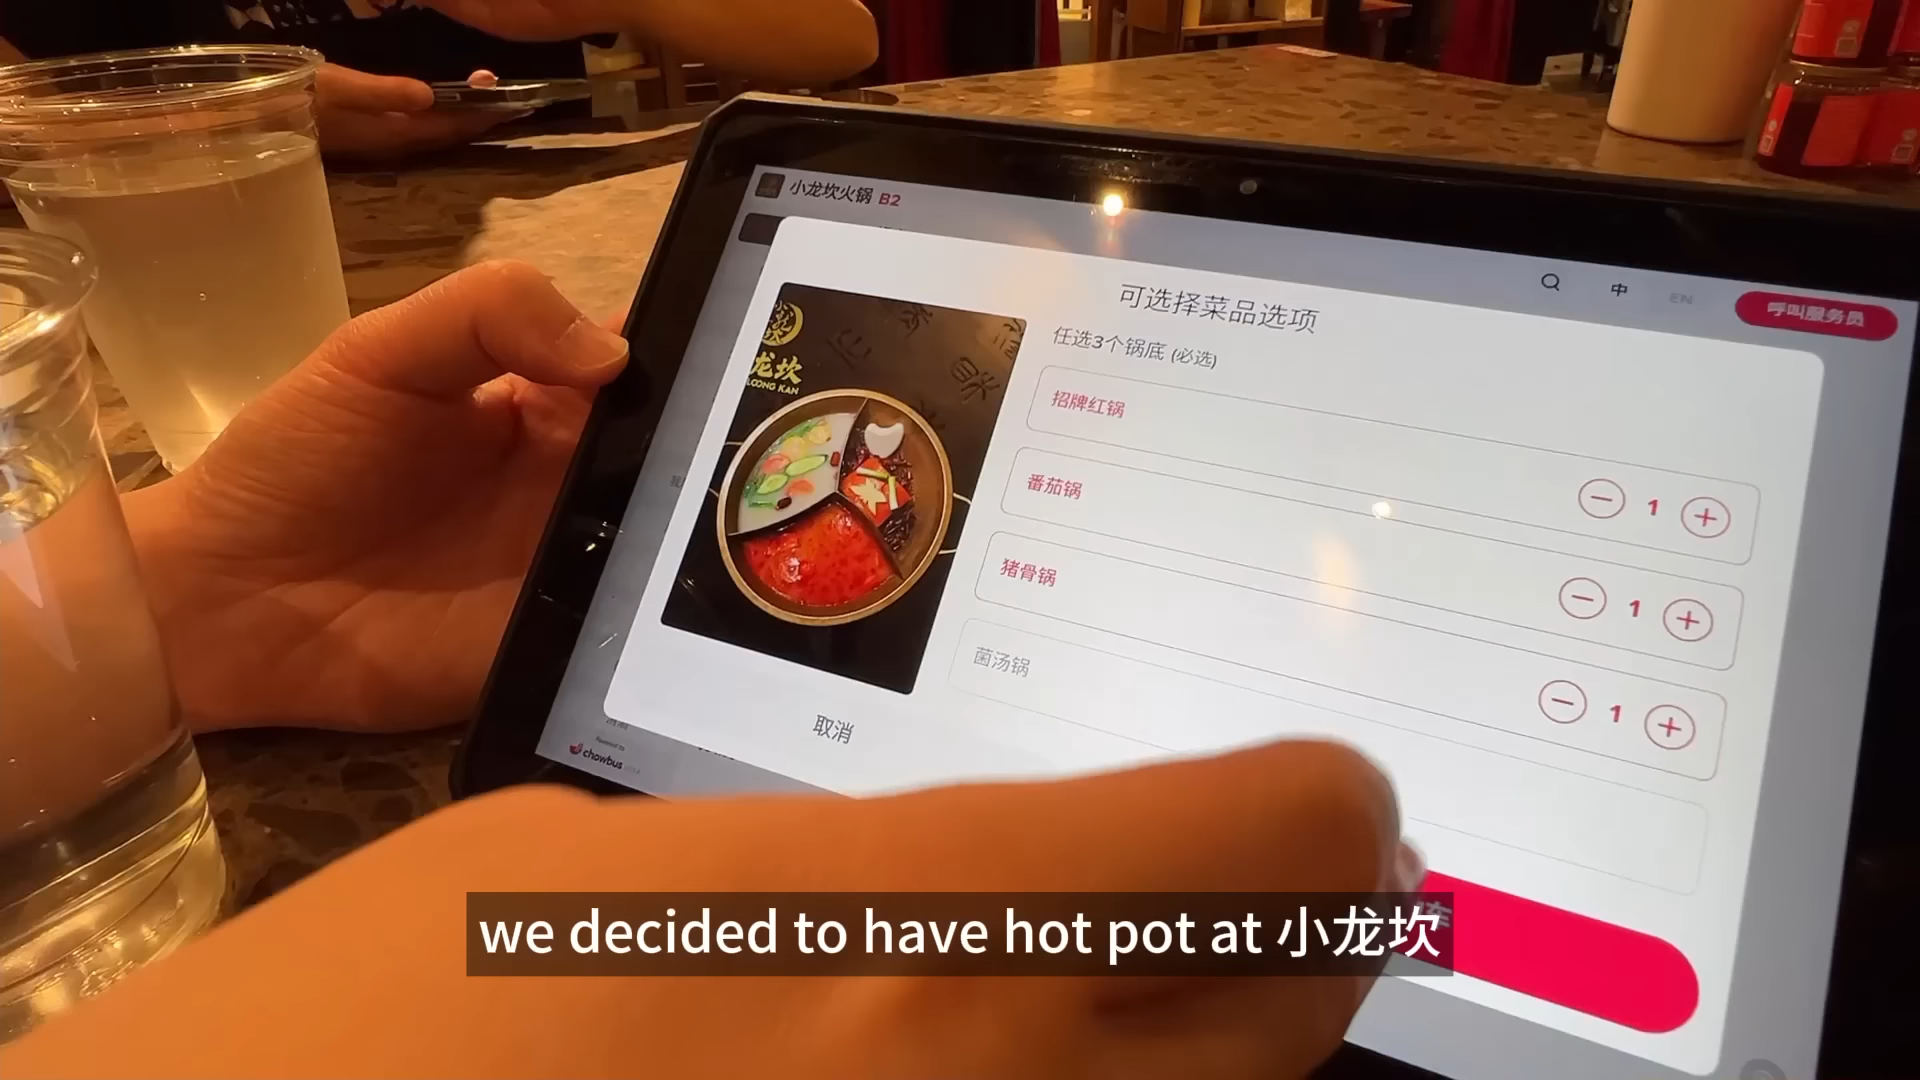 小龙坎火锅 B2
中
EN
呼叫服务员
可选择菜品选项
任选3个锅底 (必选)
龙坎
LOONG KAN
招牌红锅
1
番茄锅
1
猪骨锅
1
菌汤锅
取消
Powered by
chowbus
车
we decided to have hot pot at 小龙坎